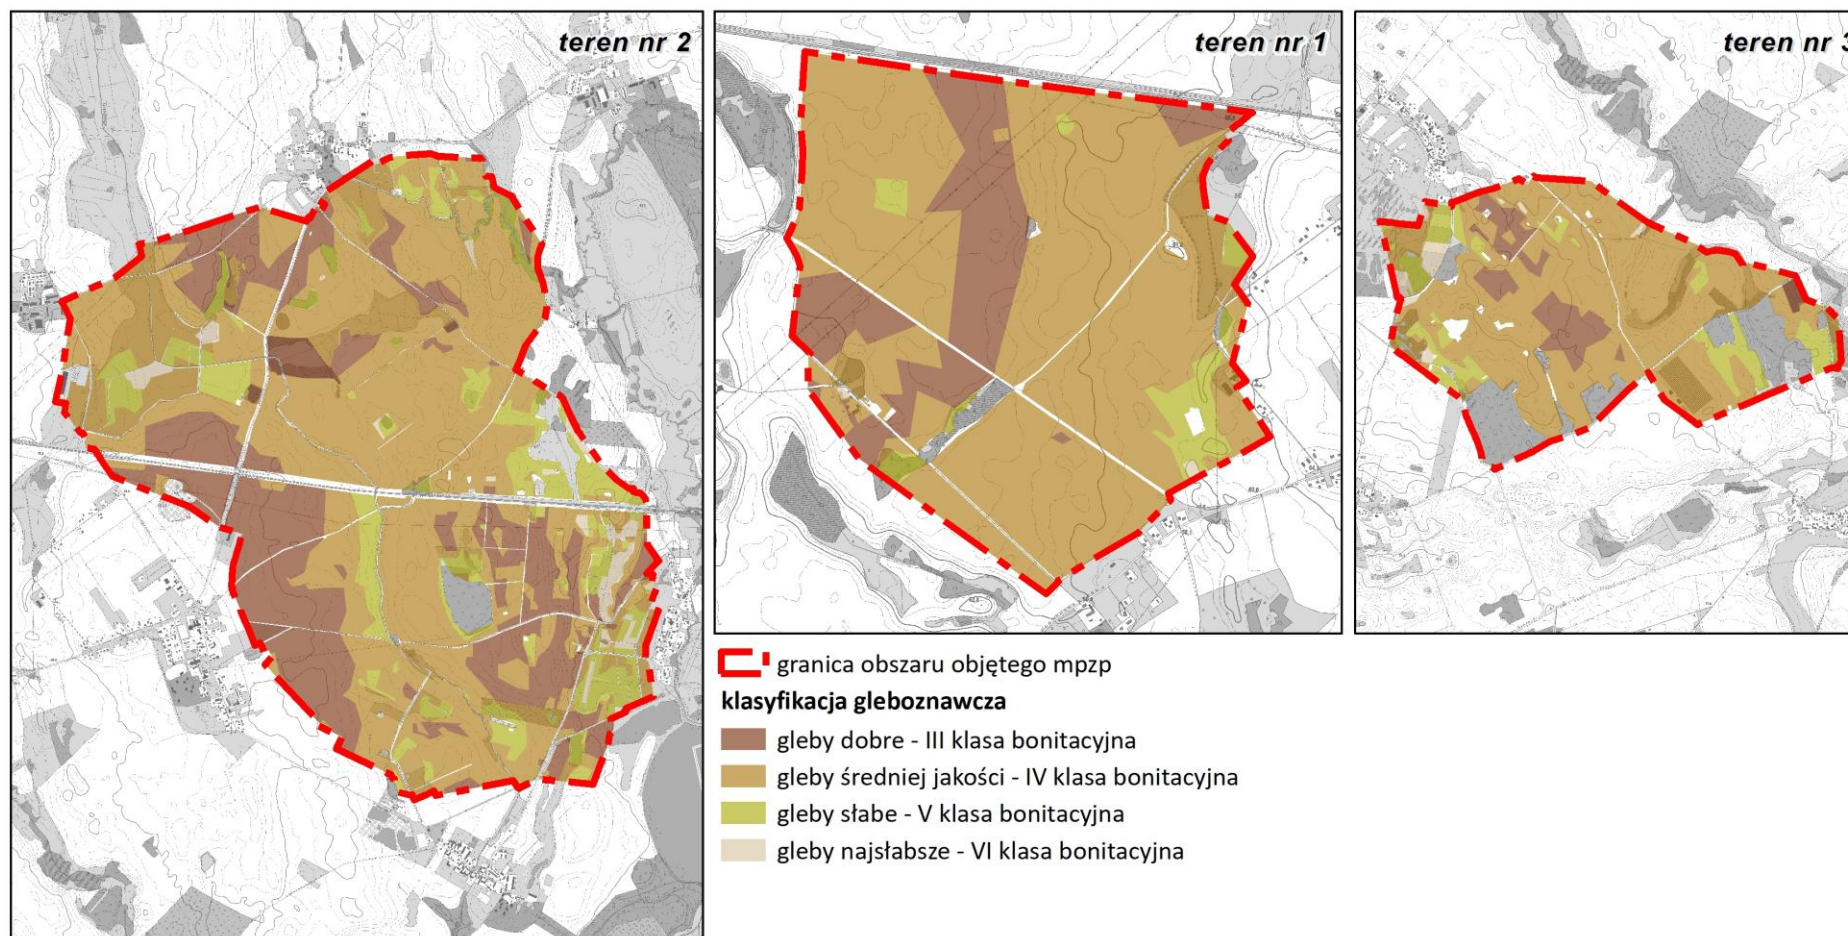 teren nr 2
teren nr 1
teren nr 3
granica obszaru objętego mpzp
klasyfikacja gleboznawcza
gleby dobre - III klasa bonitacyjna
gleby średniej jakości - IV klasa bonitacyjna
gleby słabe - V klasa bonitacyjna
gleby najsłabsze - VI klasa bonitacyjna